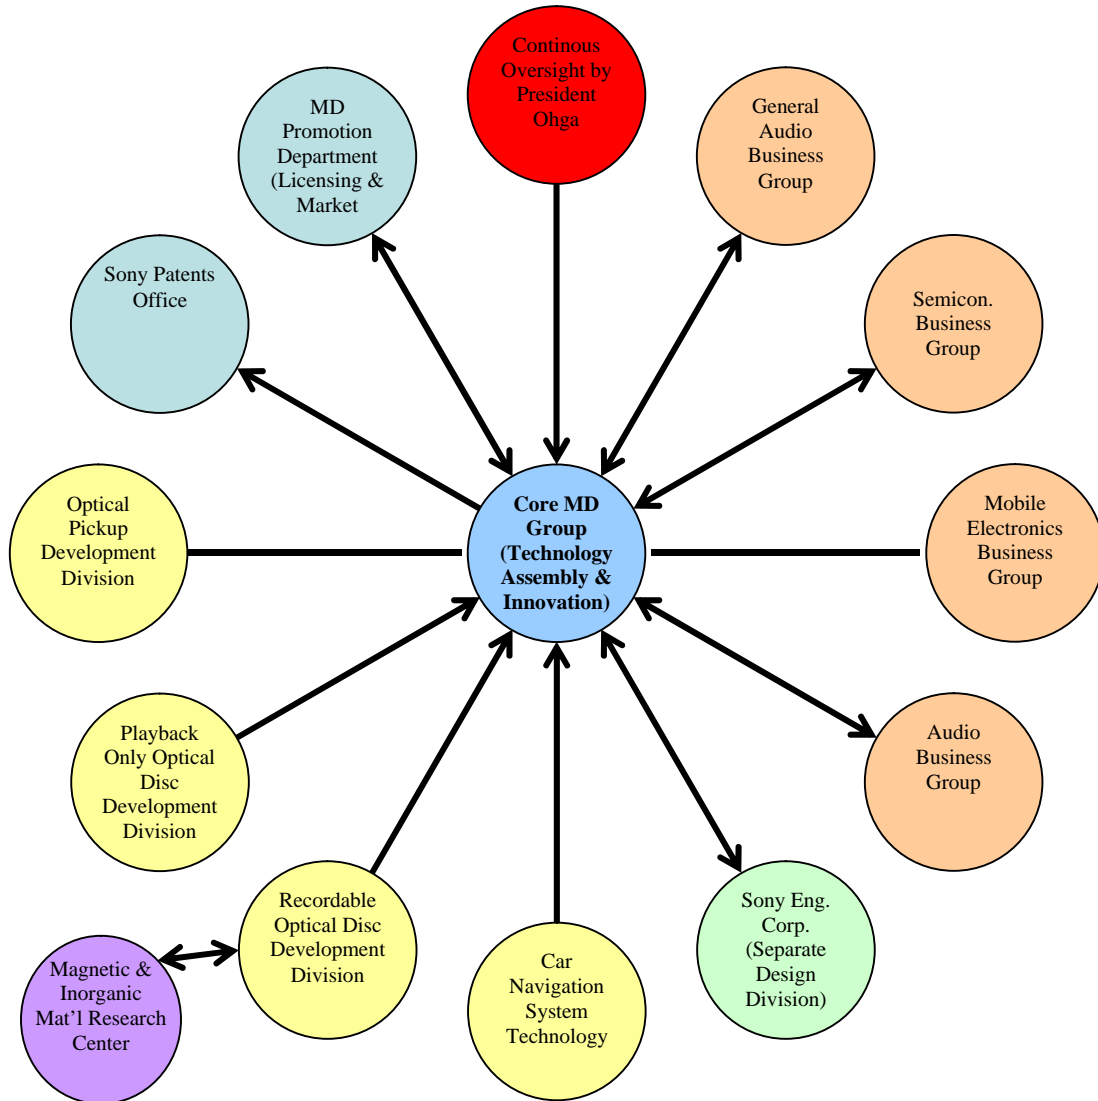 Continous
Oversight by
President
Ohga
MD
Promotion
Department
(Licensing &
Market
General
Audio
Business
Group
Sony Patents
Office
Semicon.
Business
Group
Optical
Pickup
Development
Division
Core MD
Group
(Technology
Assembly &
Innovation)
Mobile
Electronics
Business
Group
Playback
Only Optical
Disc
Development
Division
Audio
Business
Group
Recordable
Optical Disc
Development
Division
Sony Eng.
Corp.
(Separate
Design
Division)
Magnetic &
Inorganic
Mat’l Research
Center
Car
Navigation
System
Technology